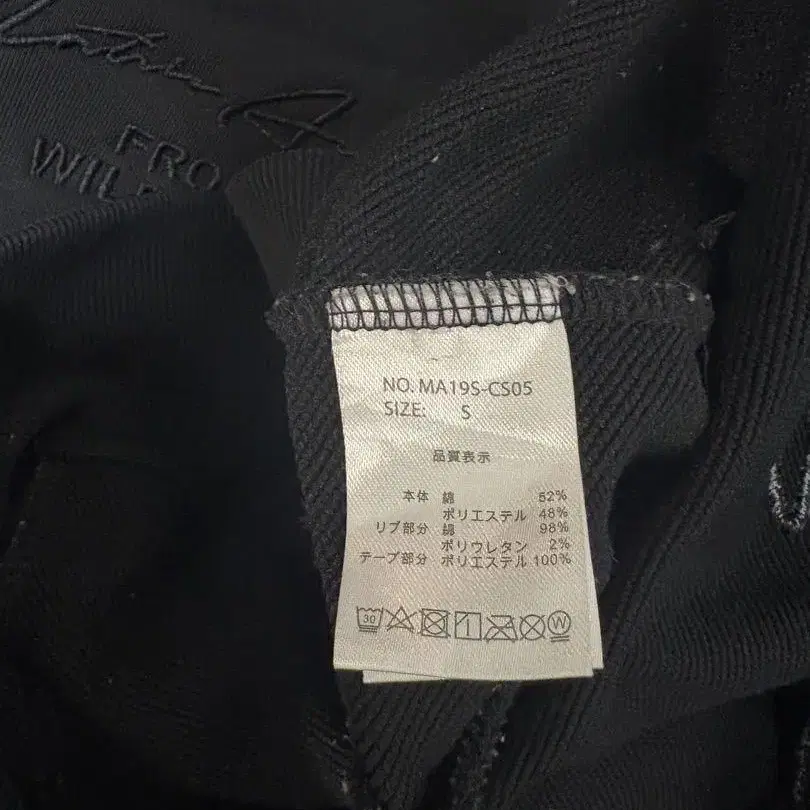 FRO
WIL
NO. MA19S-CS05
SIZE: S
品質表示
本体 綿 52%
ポリエステル 48%
リブ部分 綿 98%
ポリウレタン 2%
テープ部分 ポリエステル 100%
30 W